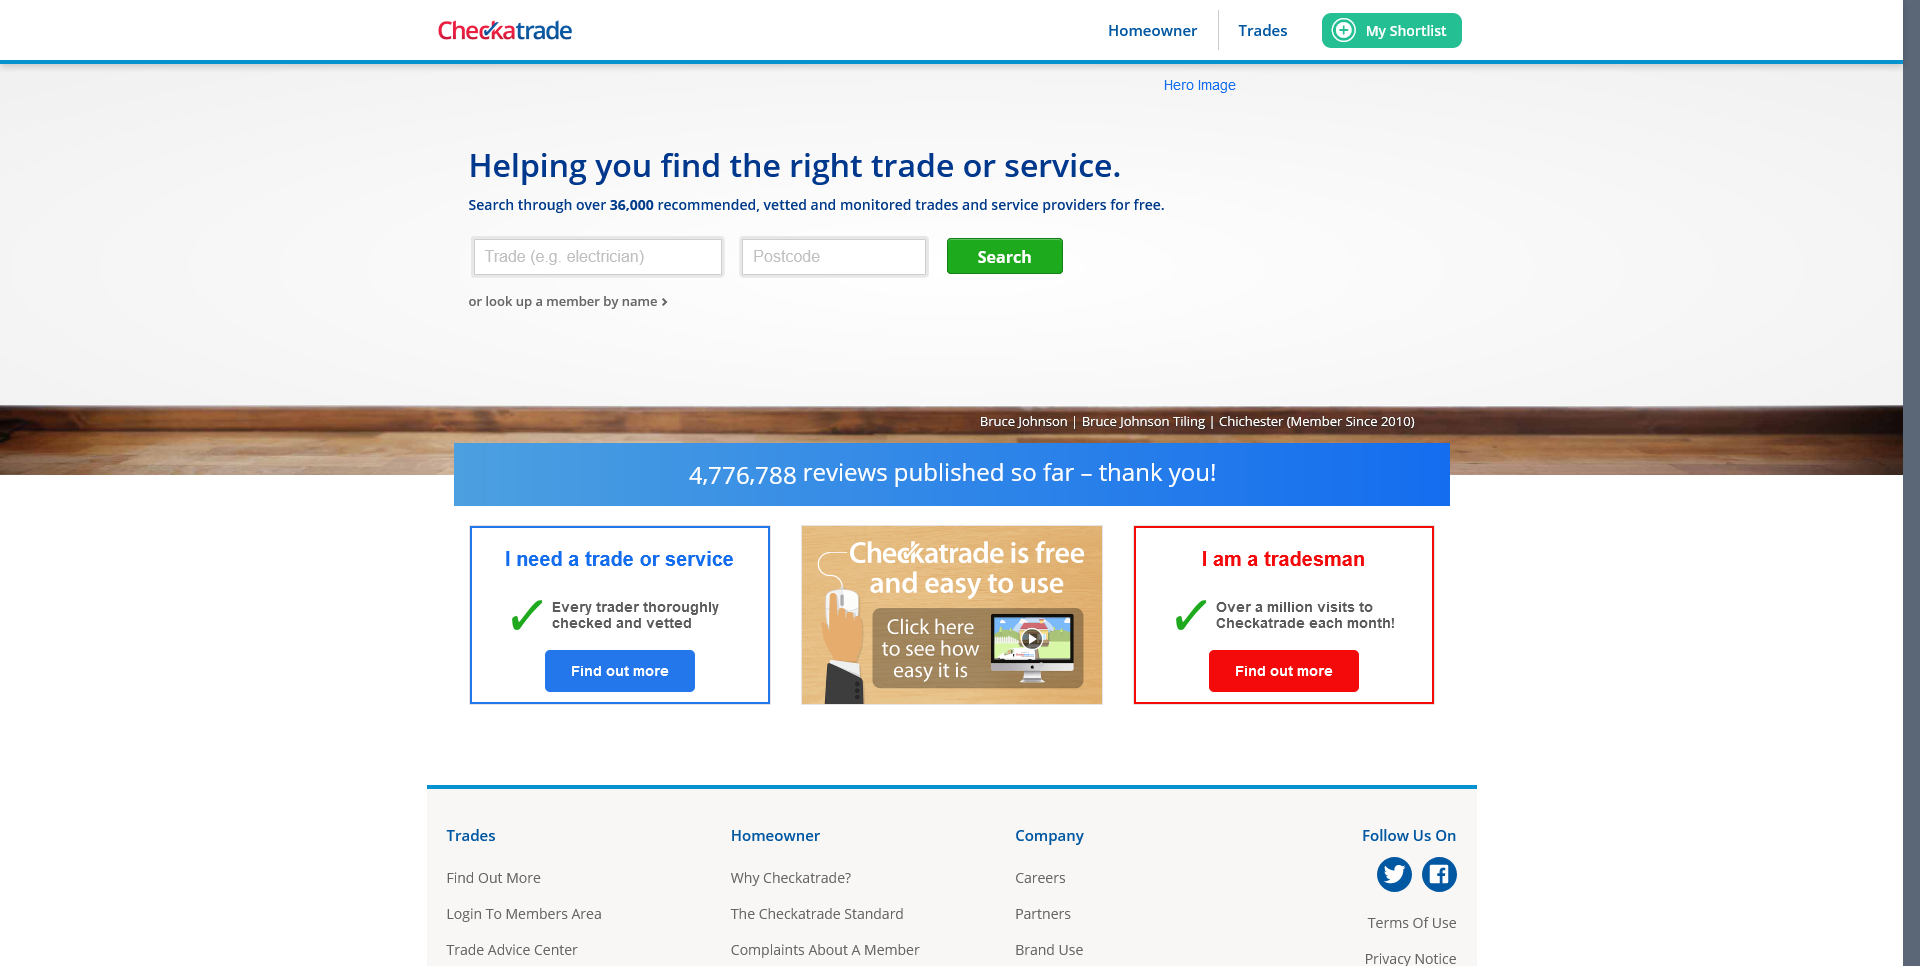 Checkatrade
Homeowner
Trades
My Shortlist
Hero Image
Helping you find the right trade or service.
Search through over 36,000 recommended, vetted and monitored trades and service providers for free.
Trade (e.g. electrician)
Postcode
Search
or look up a member by name
Bruce Johnson | Bruce Johnson Tiling | Chichester (Member Since 2010)
4,776,788 reviews published so far – thank you!
I need a trade or service
Every trader thoroughly
checked and vetted
Find out more
Checkatrade is free
and easy to use
Click here
to see how
easy it is
I am a tradesman
Over a million visits to
Checkatrade each month!
Find out more
Trades
Find Out More
Login To Members Area
Trade Advice Center
Homeowner
Why Checkatrade?
The Checkatrade Standard
Complaints About A Member
Company
Careers
Partners
Brand Use
Follow Us On
Terms Of Use
Privacy Notice